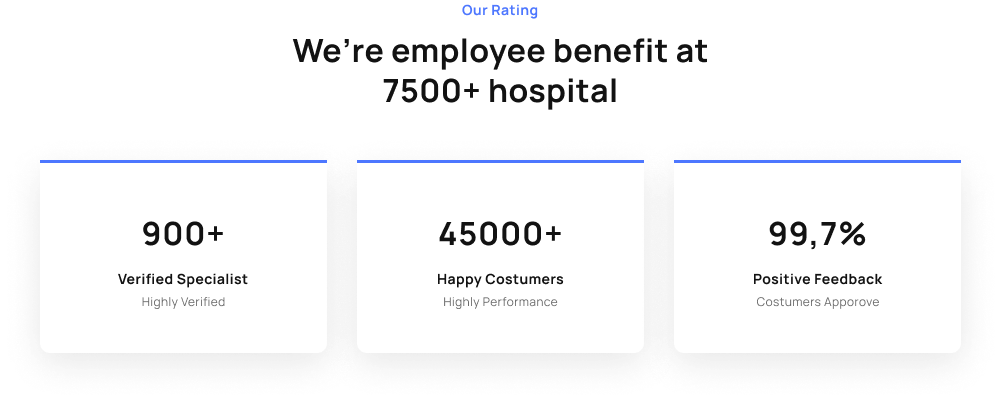 Our Rating
We're employee benefit at
7500+ hospital
900+
Verified Specialist
Highly Verified
45000+
Happy Costumers
Highly Performance
99,7%
Positive Feedback
Costumers Apporove